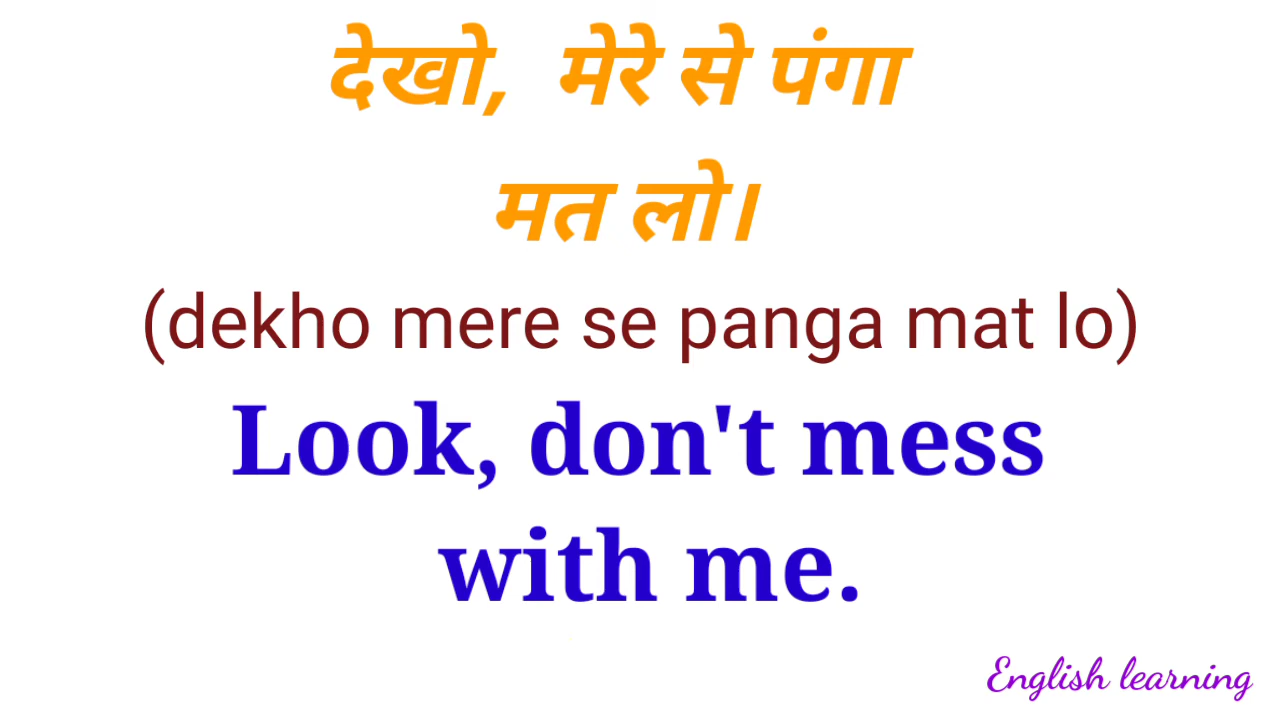 देखो, मेरे से पंगा
मत लो।
(dekho mere se panga mat lo)
Look, don't mess
with me.
English learning